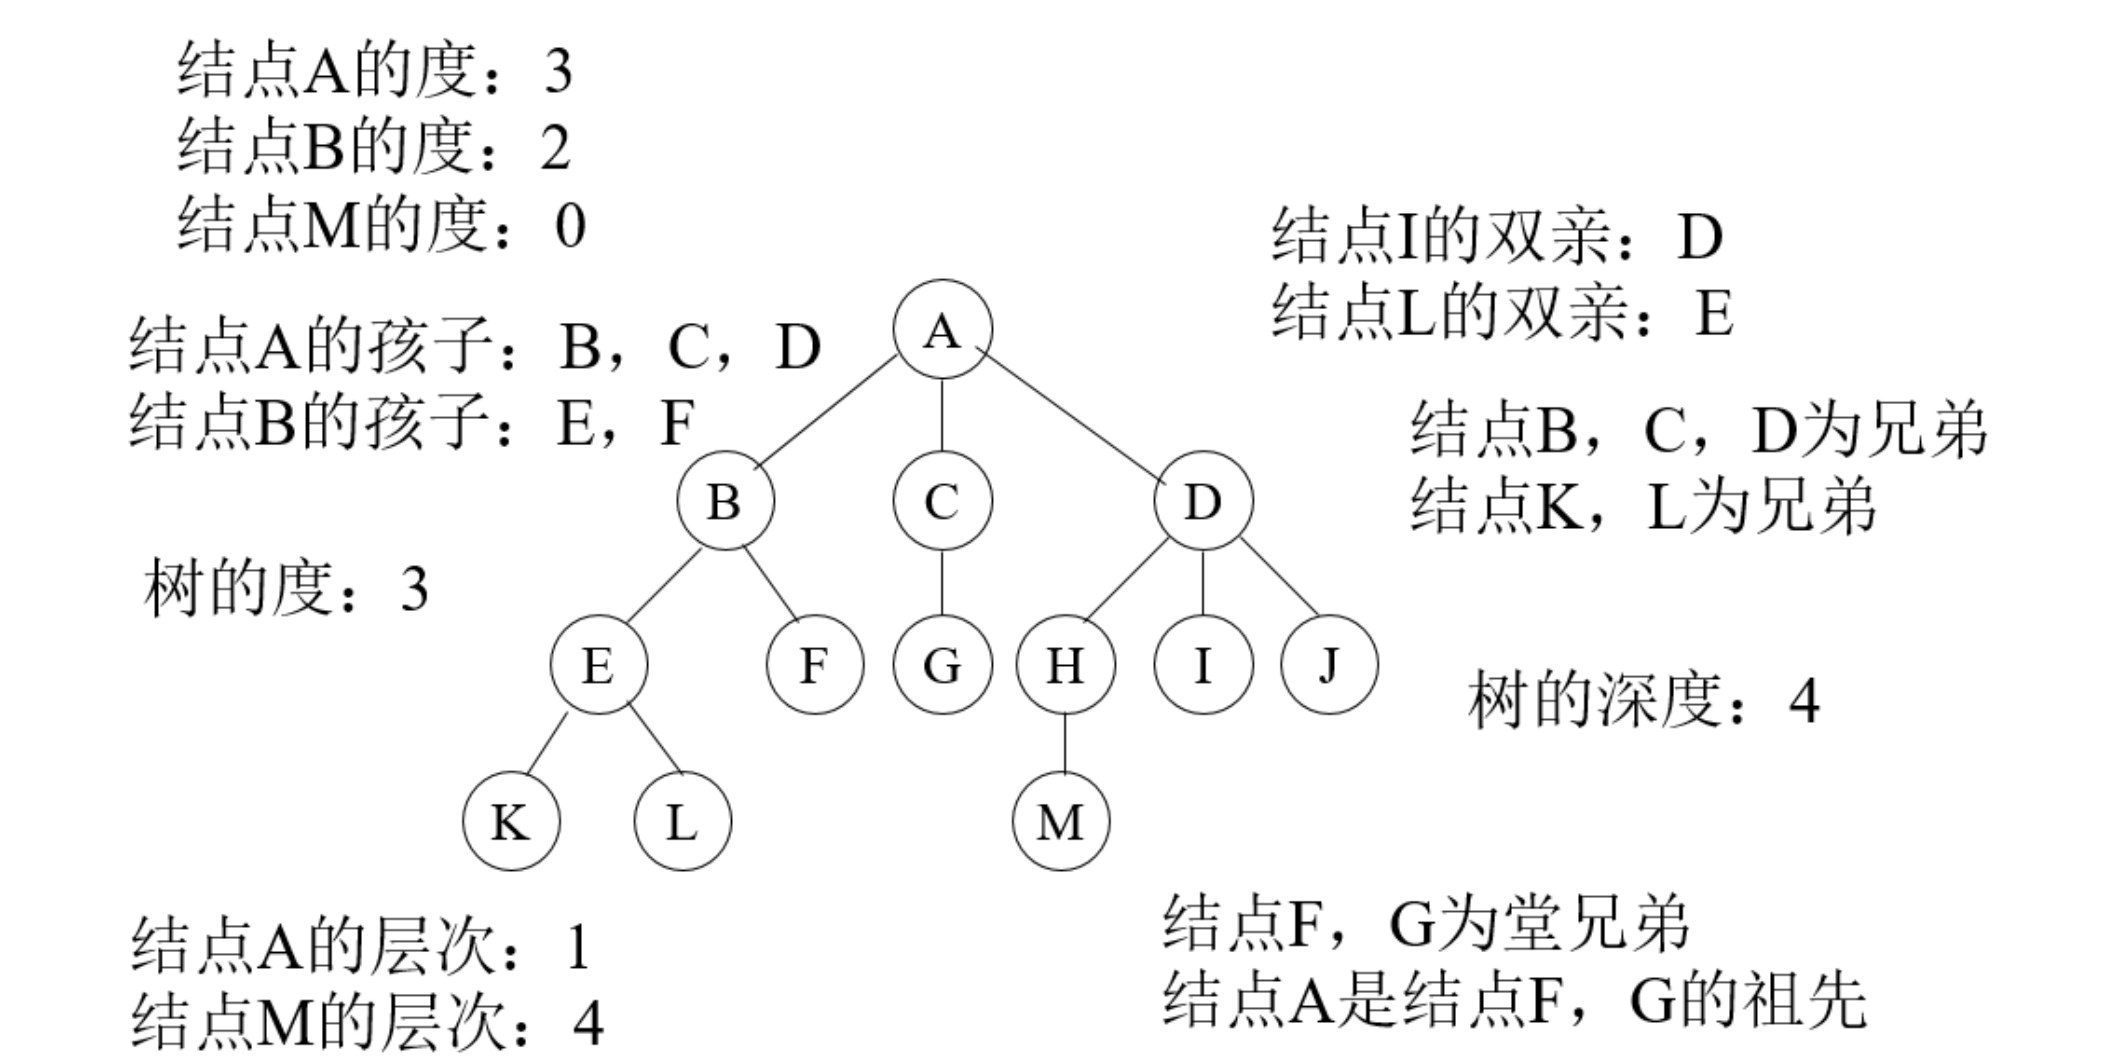 结点A的度：3
结点B的度：2
结点M的度：0
结点I的双亲：D
结点L的双亲：E
结点A的孩子：B，C，D
结点B的孩子：E，F
A
结点B，C，D为兄弟
结点K，L为兄弟
B
C
D
树的度：3
E
F
G
H
I
J
树的深度：4
K
L
M
结点A的层次：1
结点M的层次：4
结点F，G为堂兄弟
结点A是结点F，G的祖先